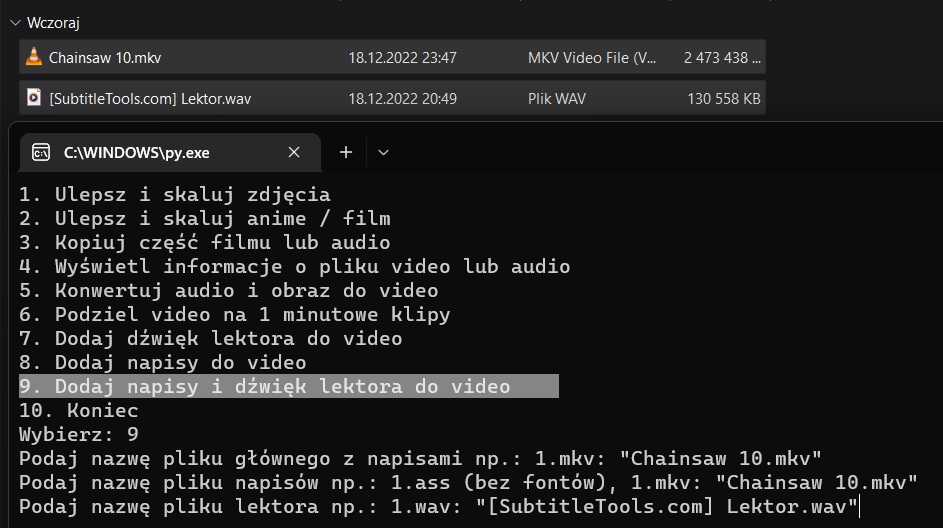 Wczoraj
Chainsaw 10.mkv 18.12.2022 23:47 MKV Video File (V... 2 473 438 ...
[SubtitleTools.com] Lektor.wav 18.12.2022 20:49 Plik WAV 130 558 KB
C:\WINDOWS\py.exe
1. Ulepsz i skaluj zdjęcia
2. Ulepsz i skaluj anime / film
3. Kopiuj część filmu lub audio
4. Wyświetl informacje o pliku video lub audio
5. Konwertuj audio i obraz do video
6. Podziel video na 1 minutowe klipy
7. Dodaj dźwięk lektora do video
8. Dodaj napisy do video
9. Dodaj napisy i dźwięk lektora do video
10. Koniec
Wybierz: 9
Podaj nazwę pliku głównego z napisami np.: 1.mkv: "Chainsaw 10.mkv"
Podaj nazwę pliku napisów np.: 1.ass (bez fontów), 1.mkv: "Chainsaw 10.mkv"
Podaj nazwę pliku lektora np.: 1.wav: "[SubtitleTools.com] Lektor.wav"